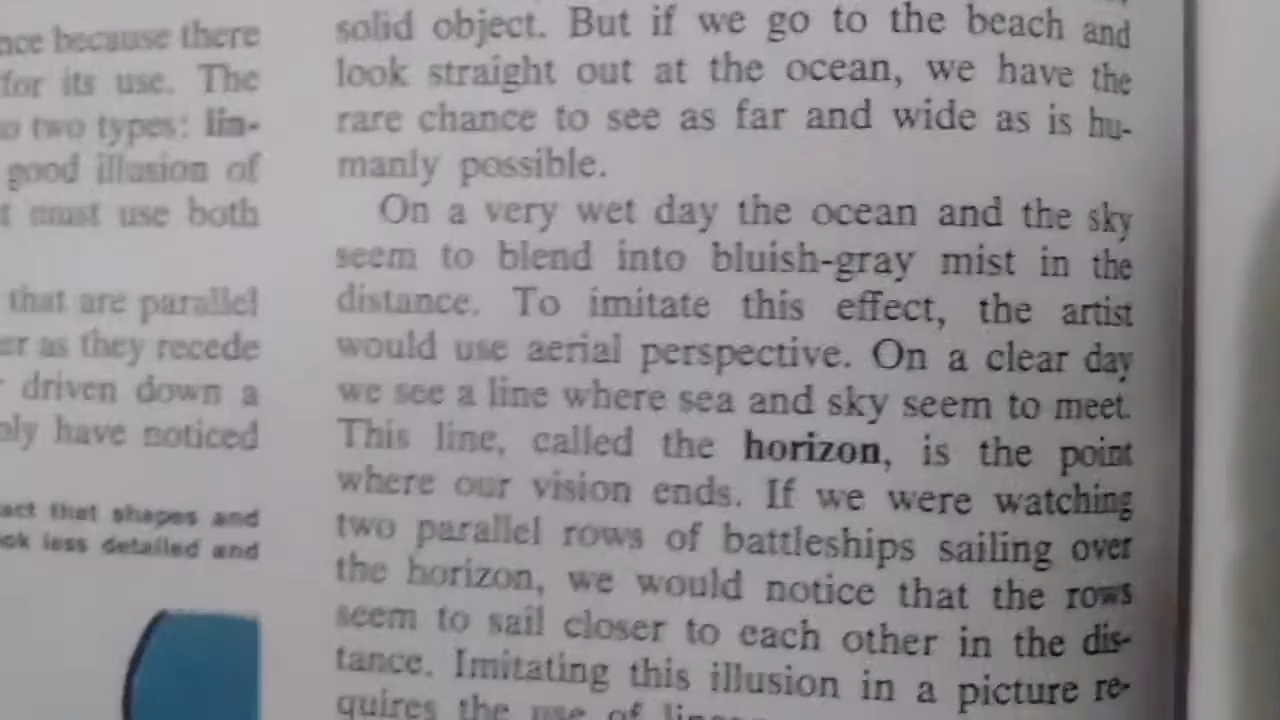 nce because there
for its use. The
o two types: lin-
good illusion of
t must use both
that are parallel
er as they recede
driven down a
bly have noticed
act that shapes and
ok less detailed and
solid object. But if we go to the beach and
look straight out at the ocean, we have the
rare chance to see as far and wide as is hu-
manly possible.
On a very wet day the ocean and the sky
seem to blend into bluish-gray mist in the
distance. To imitate this effect, the artist
would use aerial perspective. On a clear day
we see a line where sea and sky seem to meet.
This line, called the horizon, is the point
where our vision ends. If we were watching
two parallel rows of battleships sailing over
the horizon, we would notice that the rows
seem to sail closer to each other in the dis-
tance. Imitating this illusion in a picture re-
quires the use of